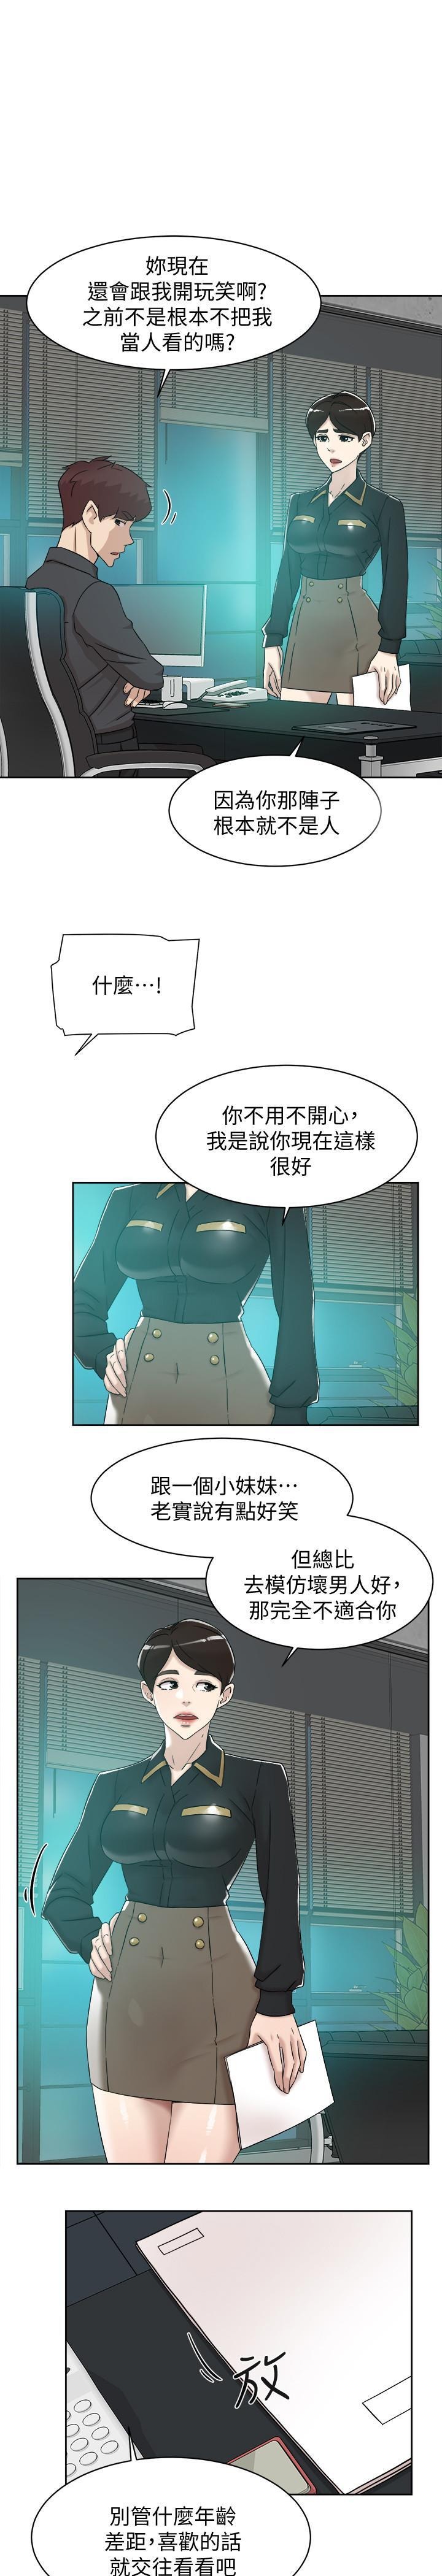 妳現在
還會跟我開玩笑啊?
之前不是根本不把我
當人看的嗎?
因為你那陣子
根本就不是人
什麼…!
你不用不開心,
我是說你現在這樣
很好
跟一個小妹妹…
老實說有點好笑
但總比
去模仿壞男人好,
那完全不適合你
放
別管什麼年齡
差距,喜歡的話
就交往看看吧